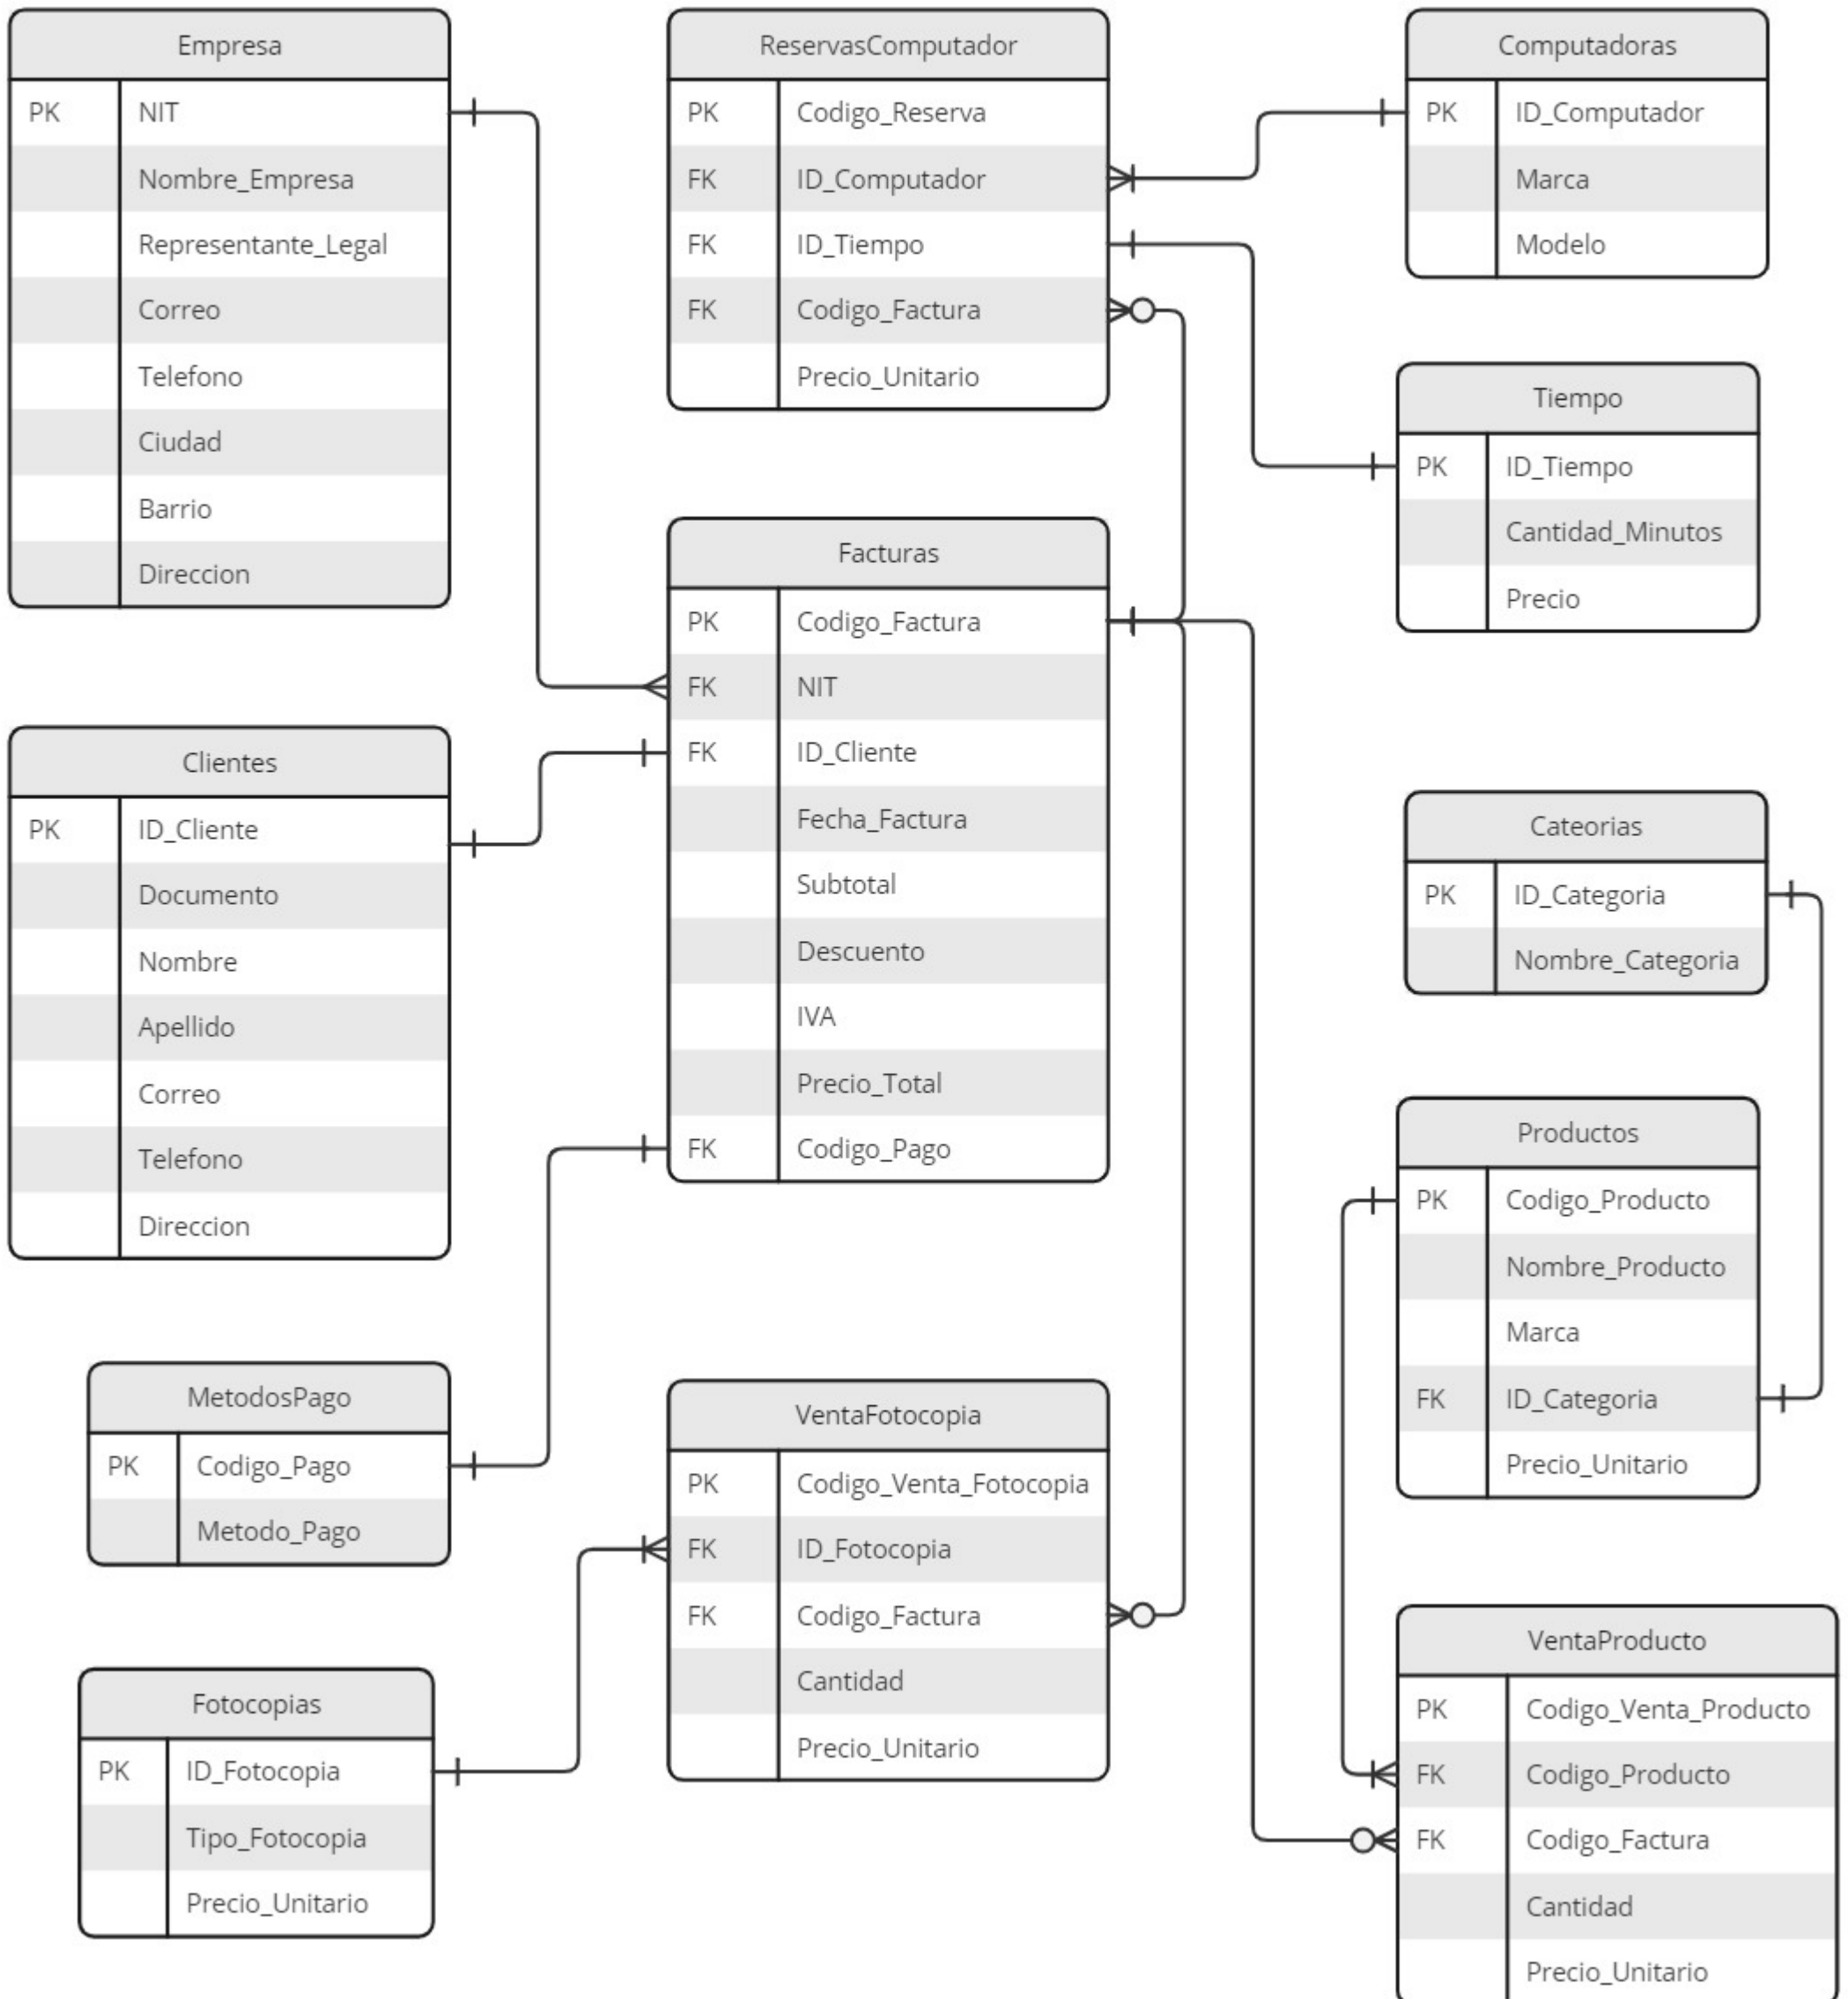 Empresa
PK NIT
Nombre_Empresa
Representante_Legal
Correo
Telefono
Ciudad
Barrio
Direccion
ReservasComputador
PK Codigo_Reserva
FK ID_Computador
FK ID_Tiempo
FK Codigo_Factura
Precio_Unitario
Computadoras
PK ID_Computador
Marca
Modelo
Tiempo
PK ID_Tiempo
Cantidad_Minutos
Precio
Facturas
PK Codigo_Factura
FK NIT
FK ID_Cliente
Fecha_Factura
Subtotal
Descuento
IVA
Precio_Total
FK Codigo_Pago
Clientes
PK ID_Cliente
Documento
Nombre
Apellido
Correo
Telefono
Direccion
Cateorias
PK ID_Categoria
Nombre_Categoria
Productos
PK Codigo_Producto
Nombre_Producto
Marca
FK ID_Categoria
Precio_Unitario
MetodosPago
PK Codigo_Pago
Metodo_Pago
VentaFotocopia
PK Codigo_Venta_Fotocopia
FK ID_Fotocopia
FK Codigo_Factura
Cantidad
Precio_Unitario
Fotocopias
PK ID_Fotocopia
Tipo_Fotocopia
Precio_Unitario
VentaProducto
PK Codigo_Venta_Producto
FK Codigo_Producto
FK Codigo_Factura
Cantidad
Precio_Unitario